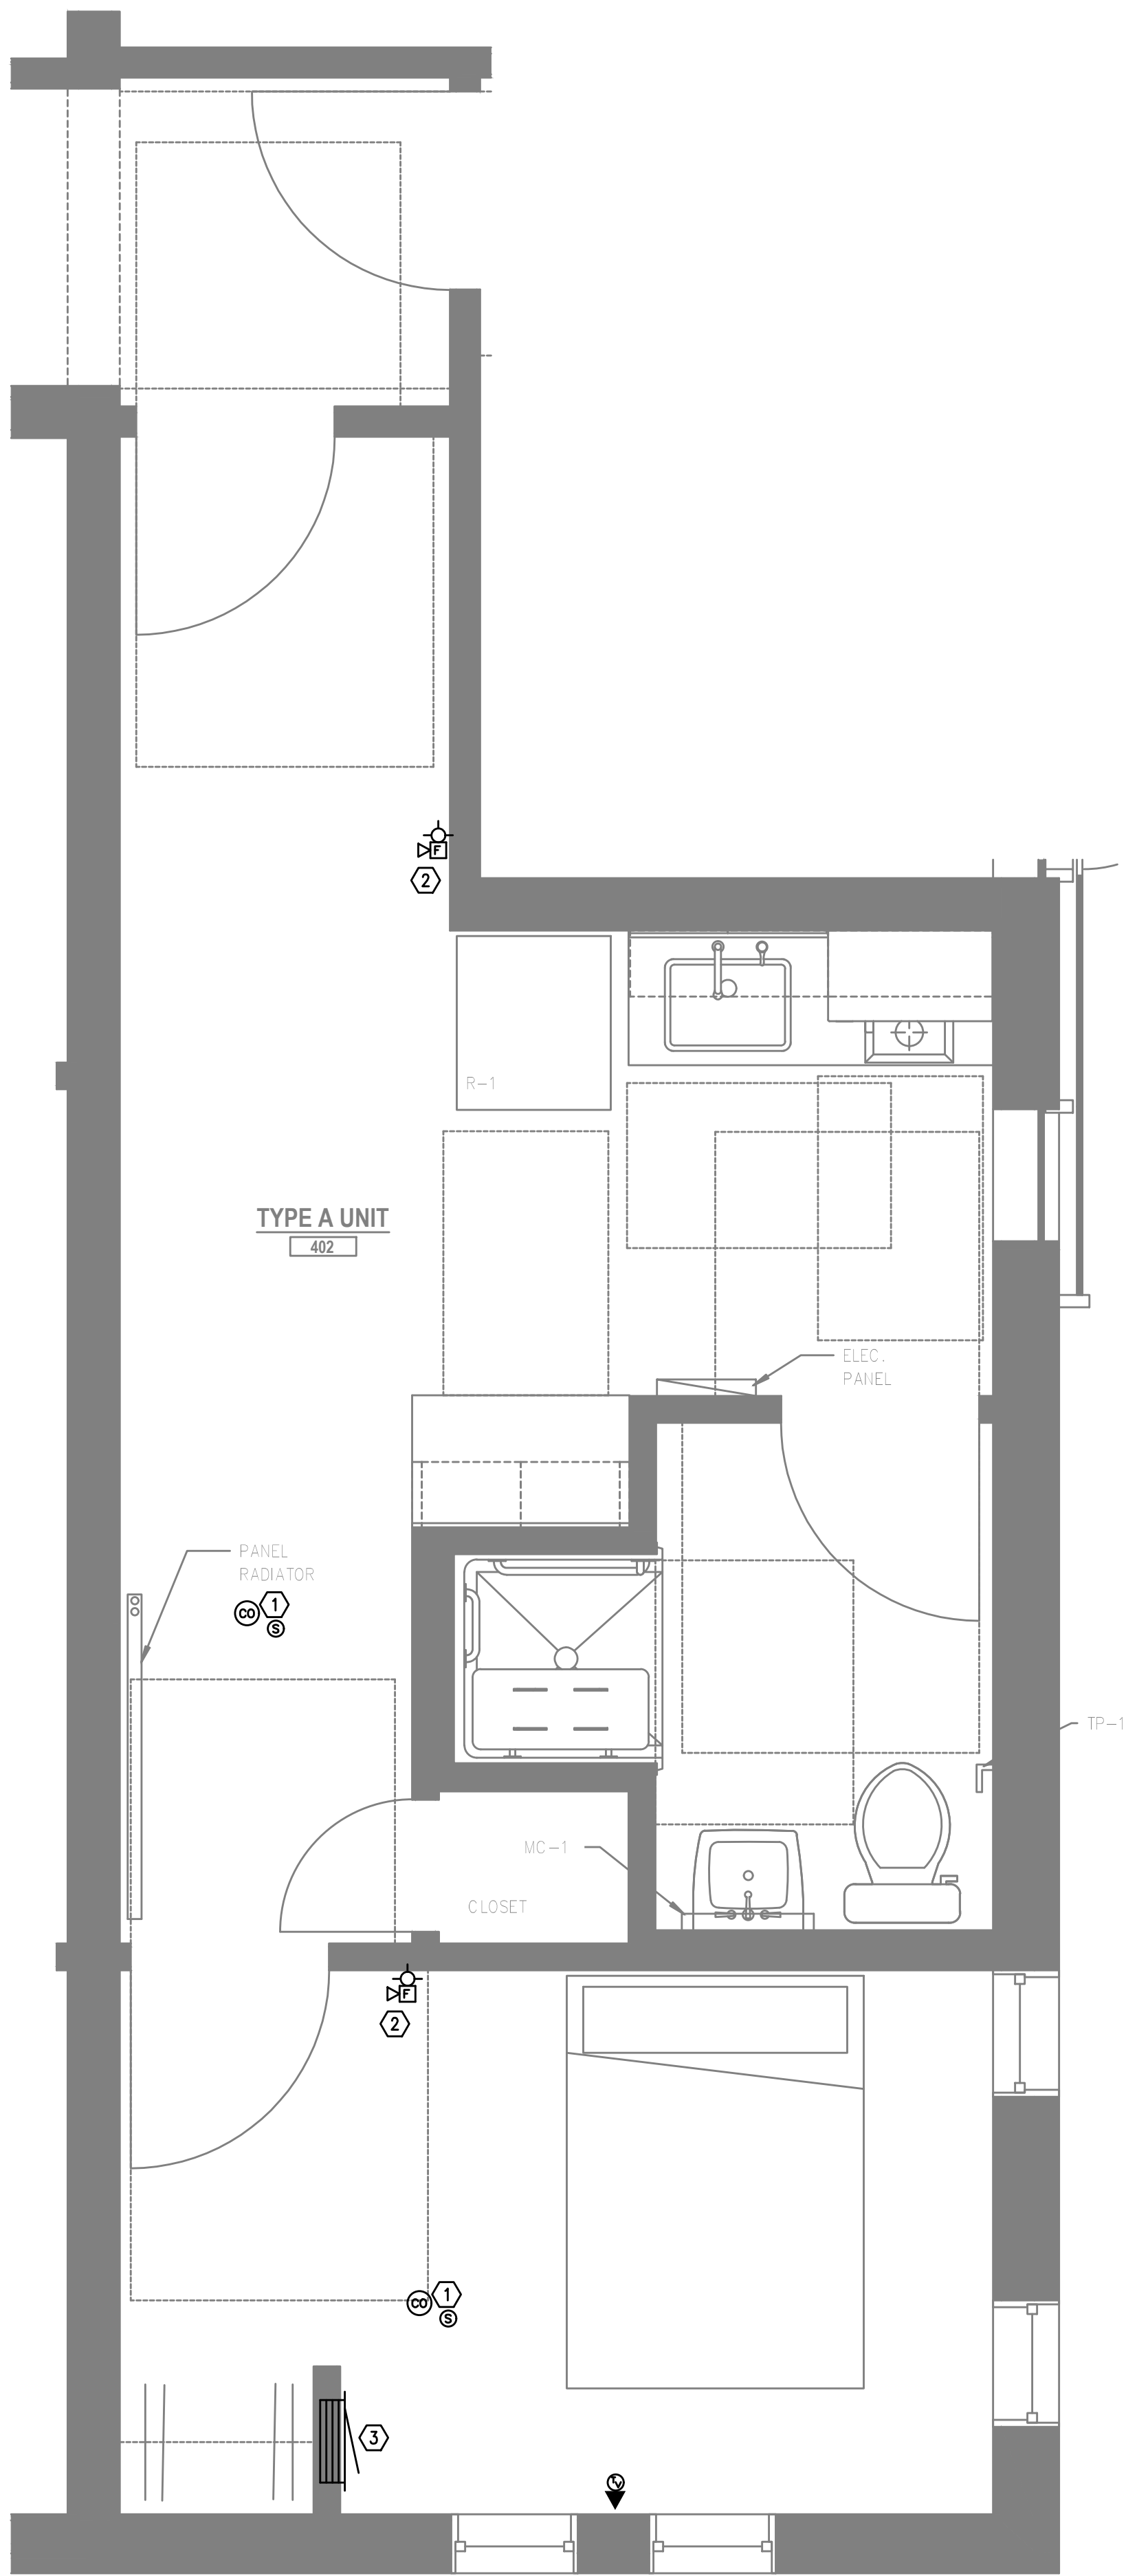 F
2
R-1
TYPE A UNIT
402
ELEC.
PANEL
PANEL
RADIATOR
CO
1
S
TP-1
MC-1
CLOSET
F
2
CO
1
S
3
TV